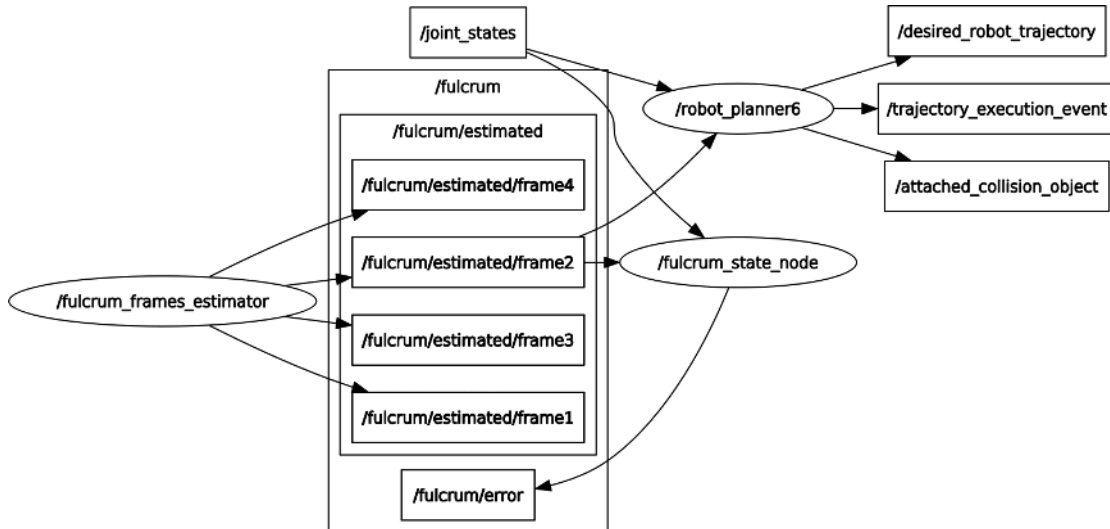 /joint_states
/desired_robot_trajectory
/fulcrum
/robot_planner6
/trajectory_execution_event
/fulcrum/estimated
/fulcrum/estimated/frame4
/attached_collision_object
/fulcrum/estimated/frame2
/fulcrum_state_node
/fulcrum_frames_estimator
/fulcrum/estimated/frame3
/fulcrum/estimated/frame1
/fulcrum/error